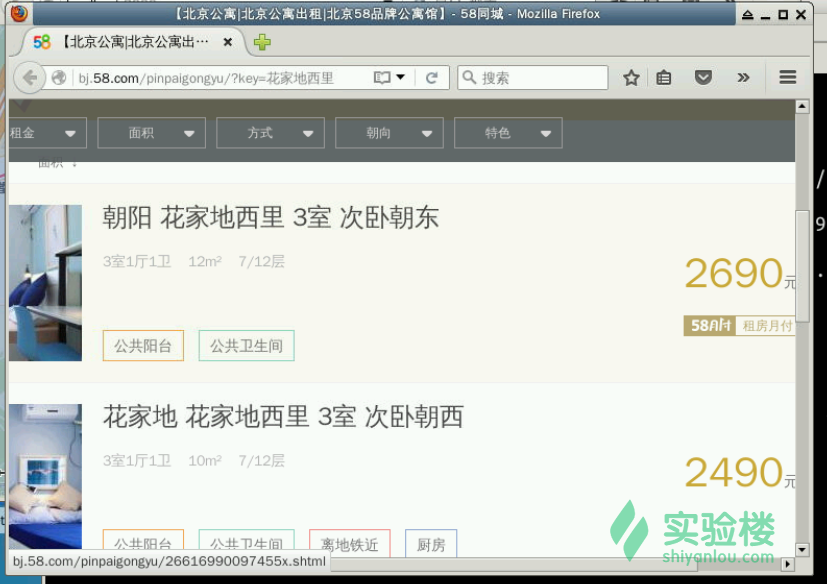 【北京公寓|北京公寓出租|北京58品牌公寓馆】- 58同城 - Mozilla Firefox
58 【北京公寓|北京公寓出…
bj.58.com/pinpaigongyu/?key=花家地西里
搜索
租金 面积 方式 朝向 特色
面积 ↓
朝阳 花家地西里 3室 次卧朝东
3室1厅1卫 12m² 7/12层
2690元
58月付 租房月付
公共阳台 公共卫生间
花家地 花家地西里 3室 次卧朝西
3室1厅1卫 10m² 7/12层
2490元
公共阳台 公共卫生间 离地铁近 厨房
实验楼
shiyanlou.com
bj.58.com/pinpaigongyu/26616990097455x.shtml